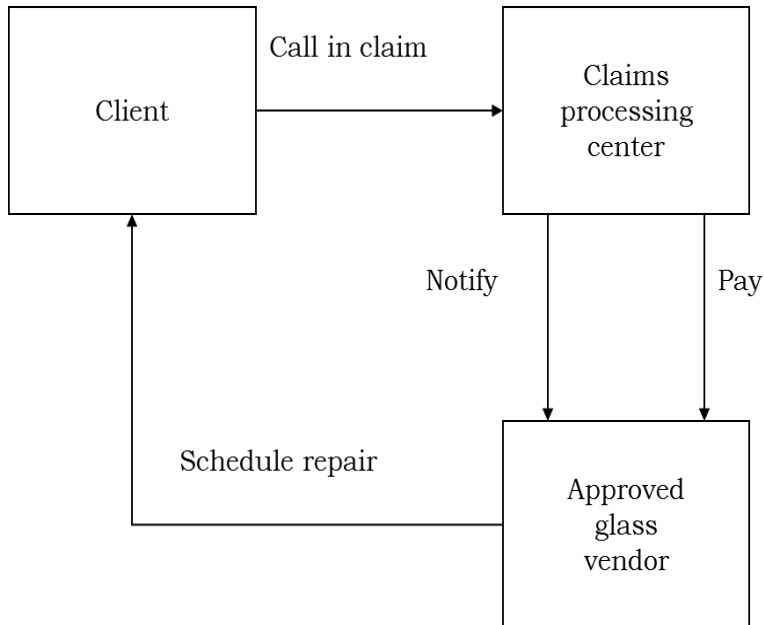 Call in claim
Client
Claims
processing
center
Notify
Pay
Schedule repair
Approved
glass
vendor